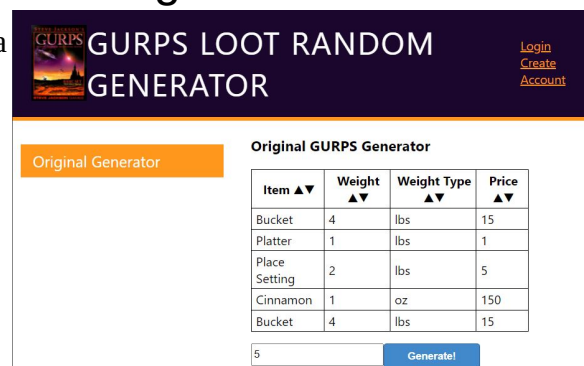 a
GURPS
GURPS LOOT RANDOM
GENERATOR
Login
Create
Account
Original Generator
Original GURPS Generator
Item ▲▼ Weight ▲▼ Weight Type ▲▼ Price ▲▼
Bucket 4 lbs 15
Platter 1 lbs 1
Place Setting 2 lbs 5
Cinnamon 1 oz 150
Bucket 4 lbs 15
5 Generate!